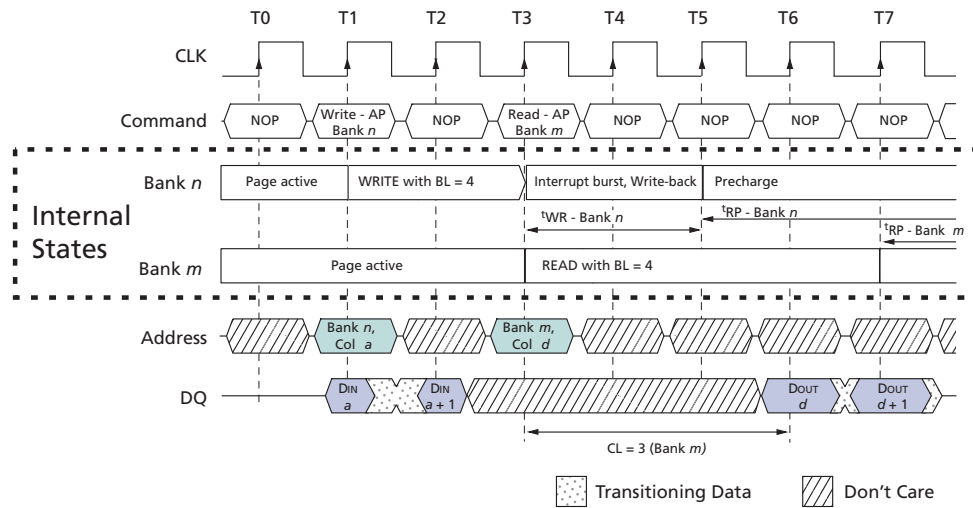 T0 T1 T2 T3 T4 T5 T6 T7
CLK
Command NOP Write - AP Bank n NOP Read - AP Bank m NOP NOP NOP NOP
Internal States
Bank n Page active WRITE with BL = 4 Interrupt burst, Write-back Precharge
tWR - Bank n tRP - Bank n
tRP - Bank m
Bank m Page active READ with BL = 4
Address Bank n, Col a Bank m, Col d
DQ DIN a DIN a + 1 DOUT d DOUT d + 1
CL = 3 (Bank m)
Transitioning Data Don't Care